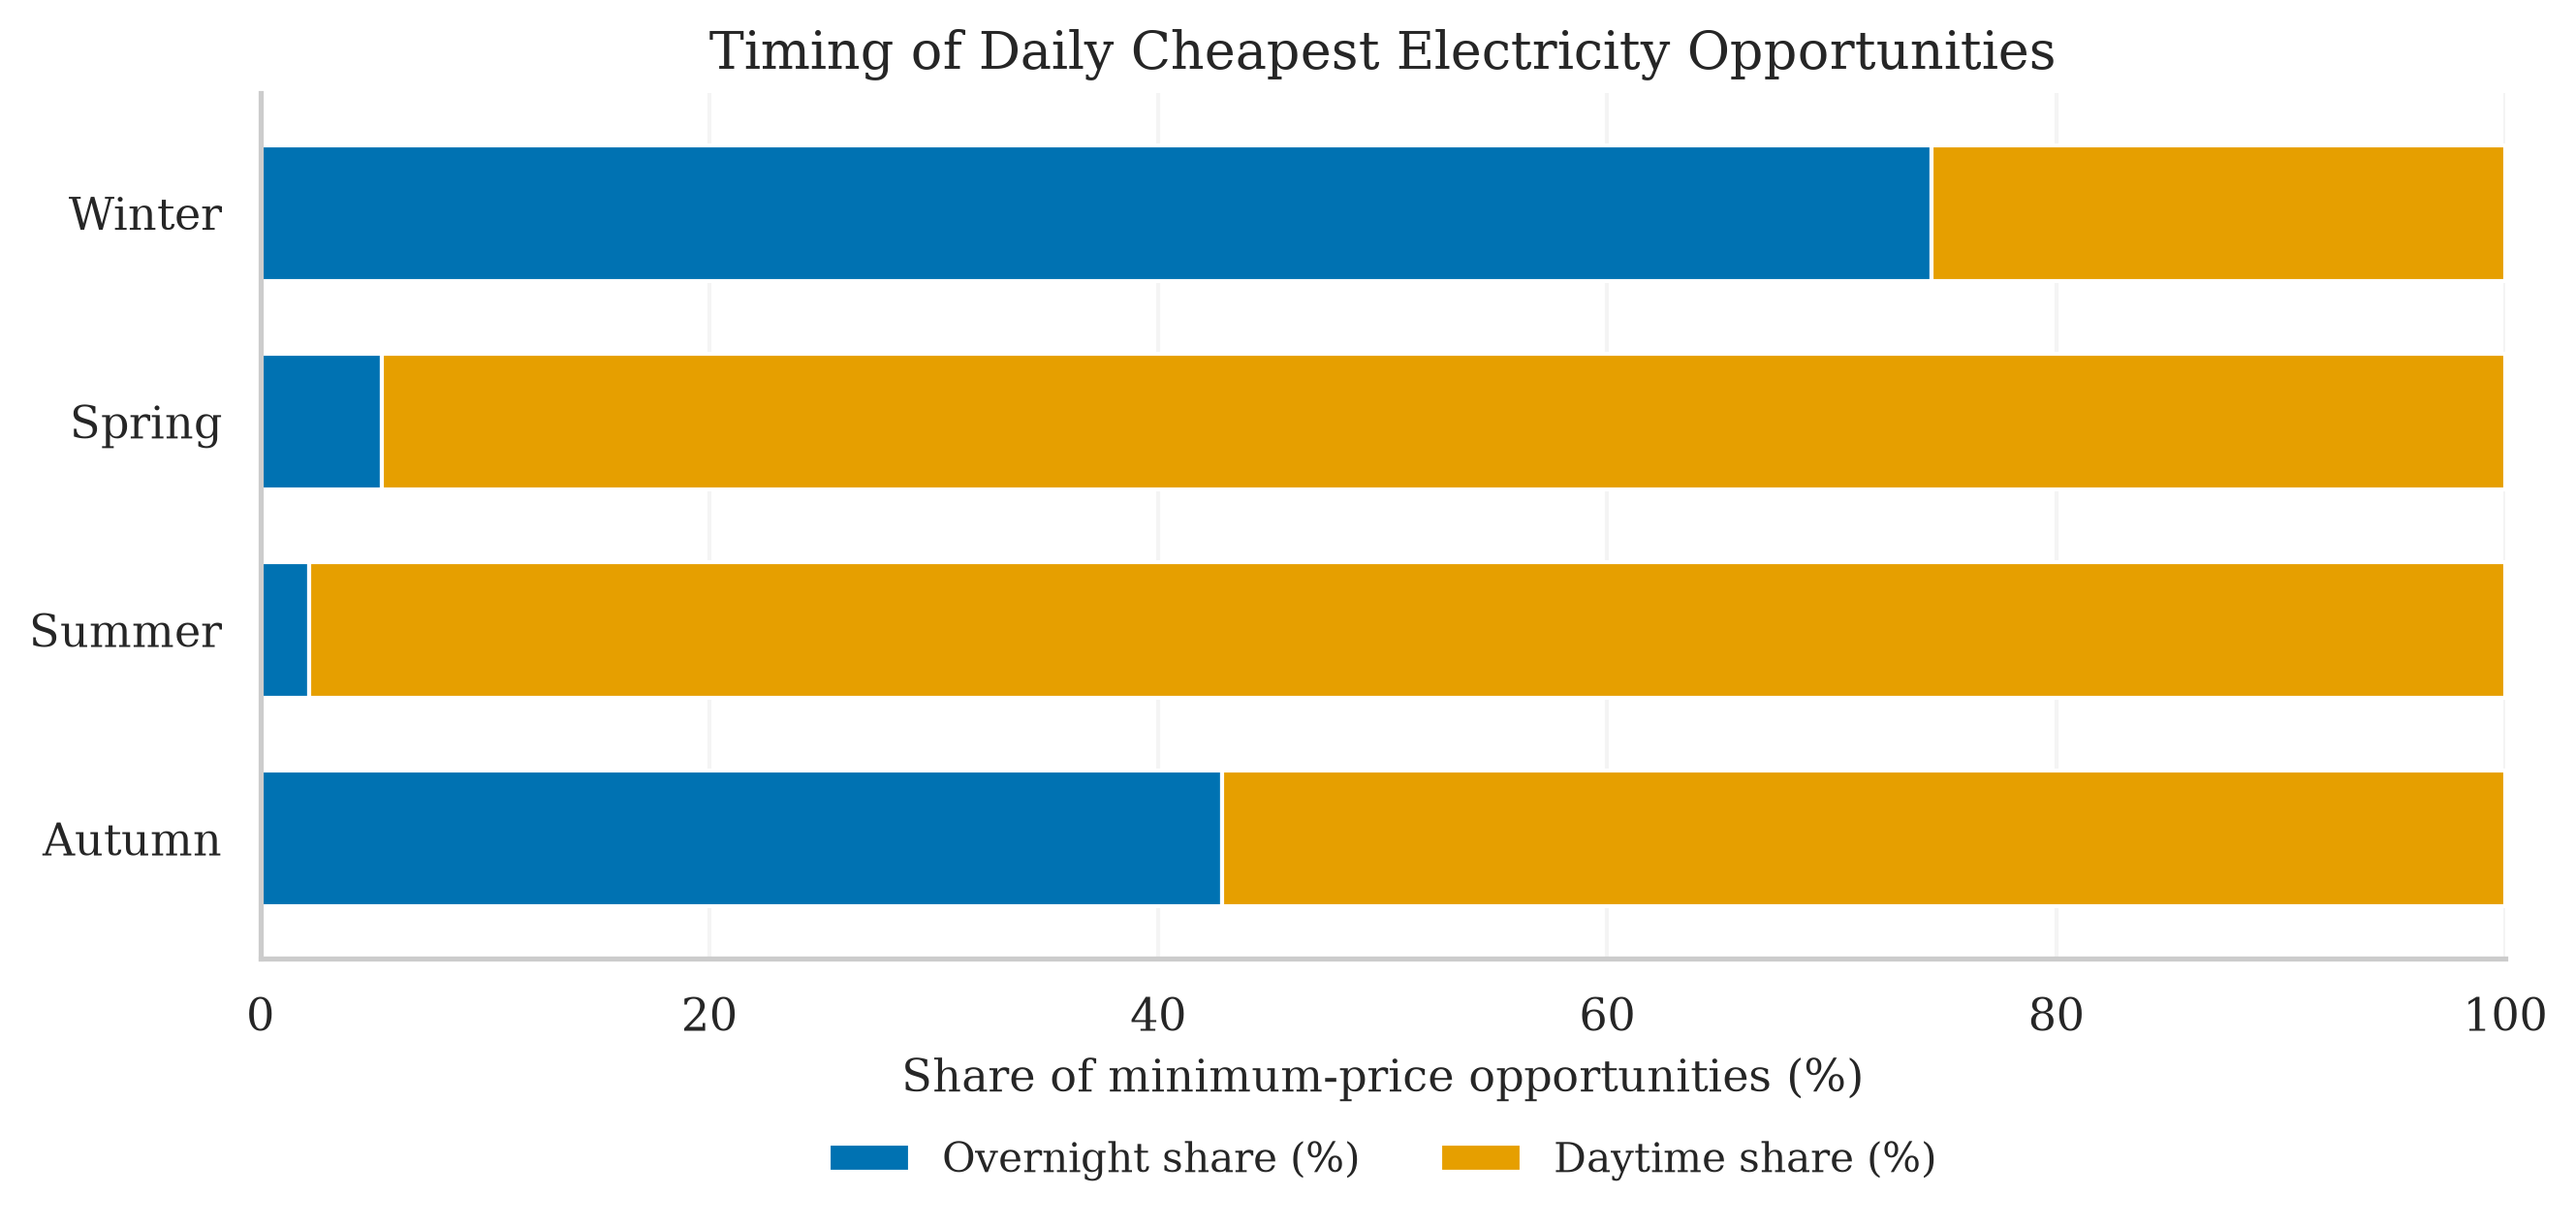 Timing of Daily Cheapest Electricity Opportunities
Winter
Spring
Summer
Autumn
0 20 40 60 80 100
Share of minimum-price opportunities (%)
Overnight share (%) Daytime share (%)